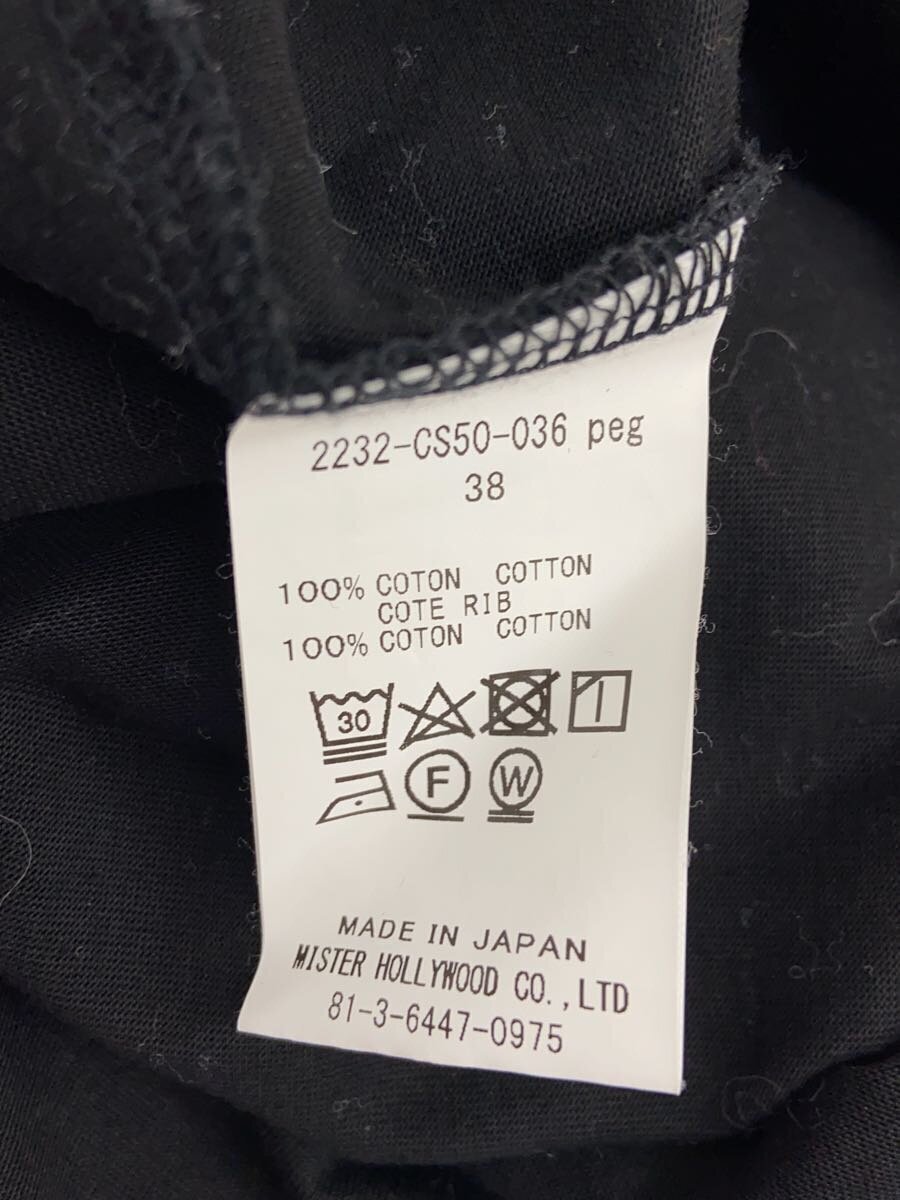 2232-CS50-036 peg
38
100% COTON COTTON
COTE RIB
100% COTON COTTON
30
F W
MADE IN JAPAN
MISTER HOLLYWOOD CO.,LTD
81-3-6447-0975